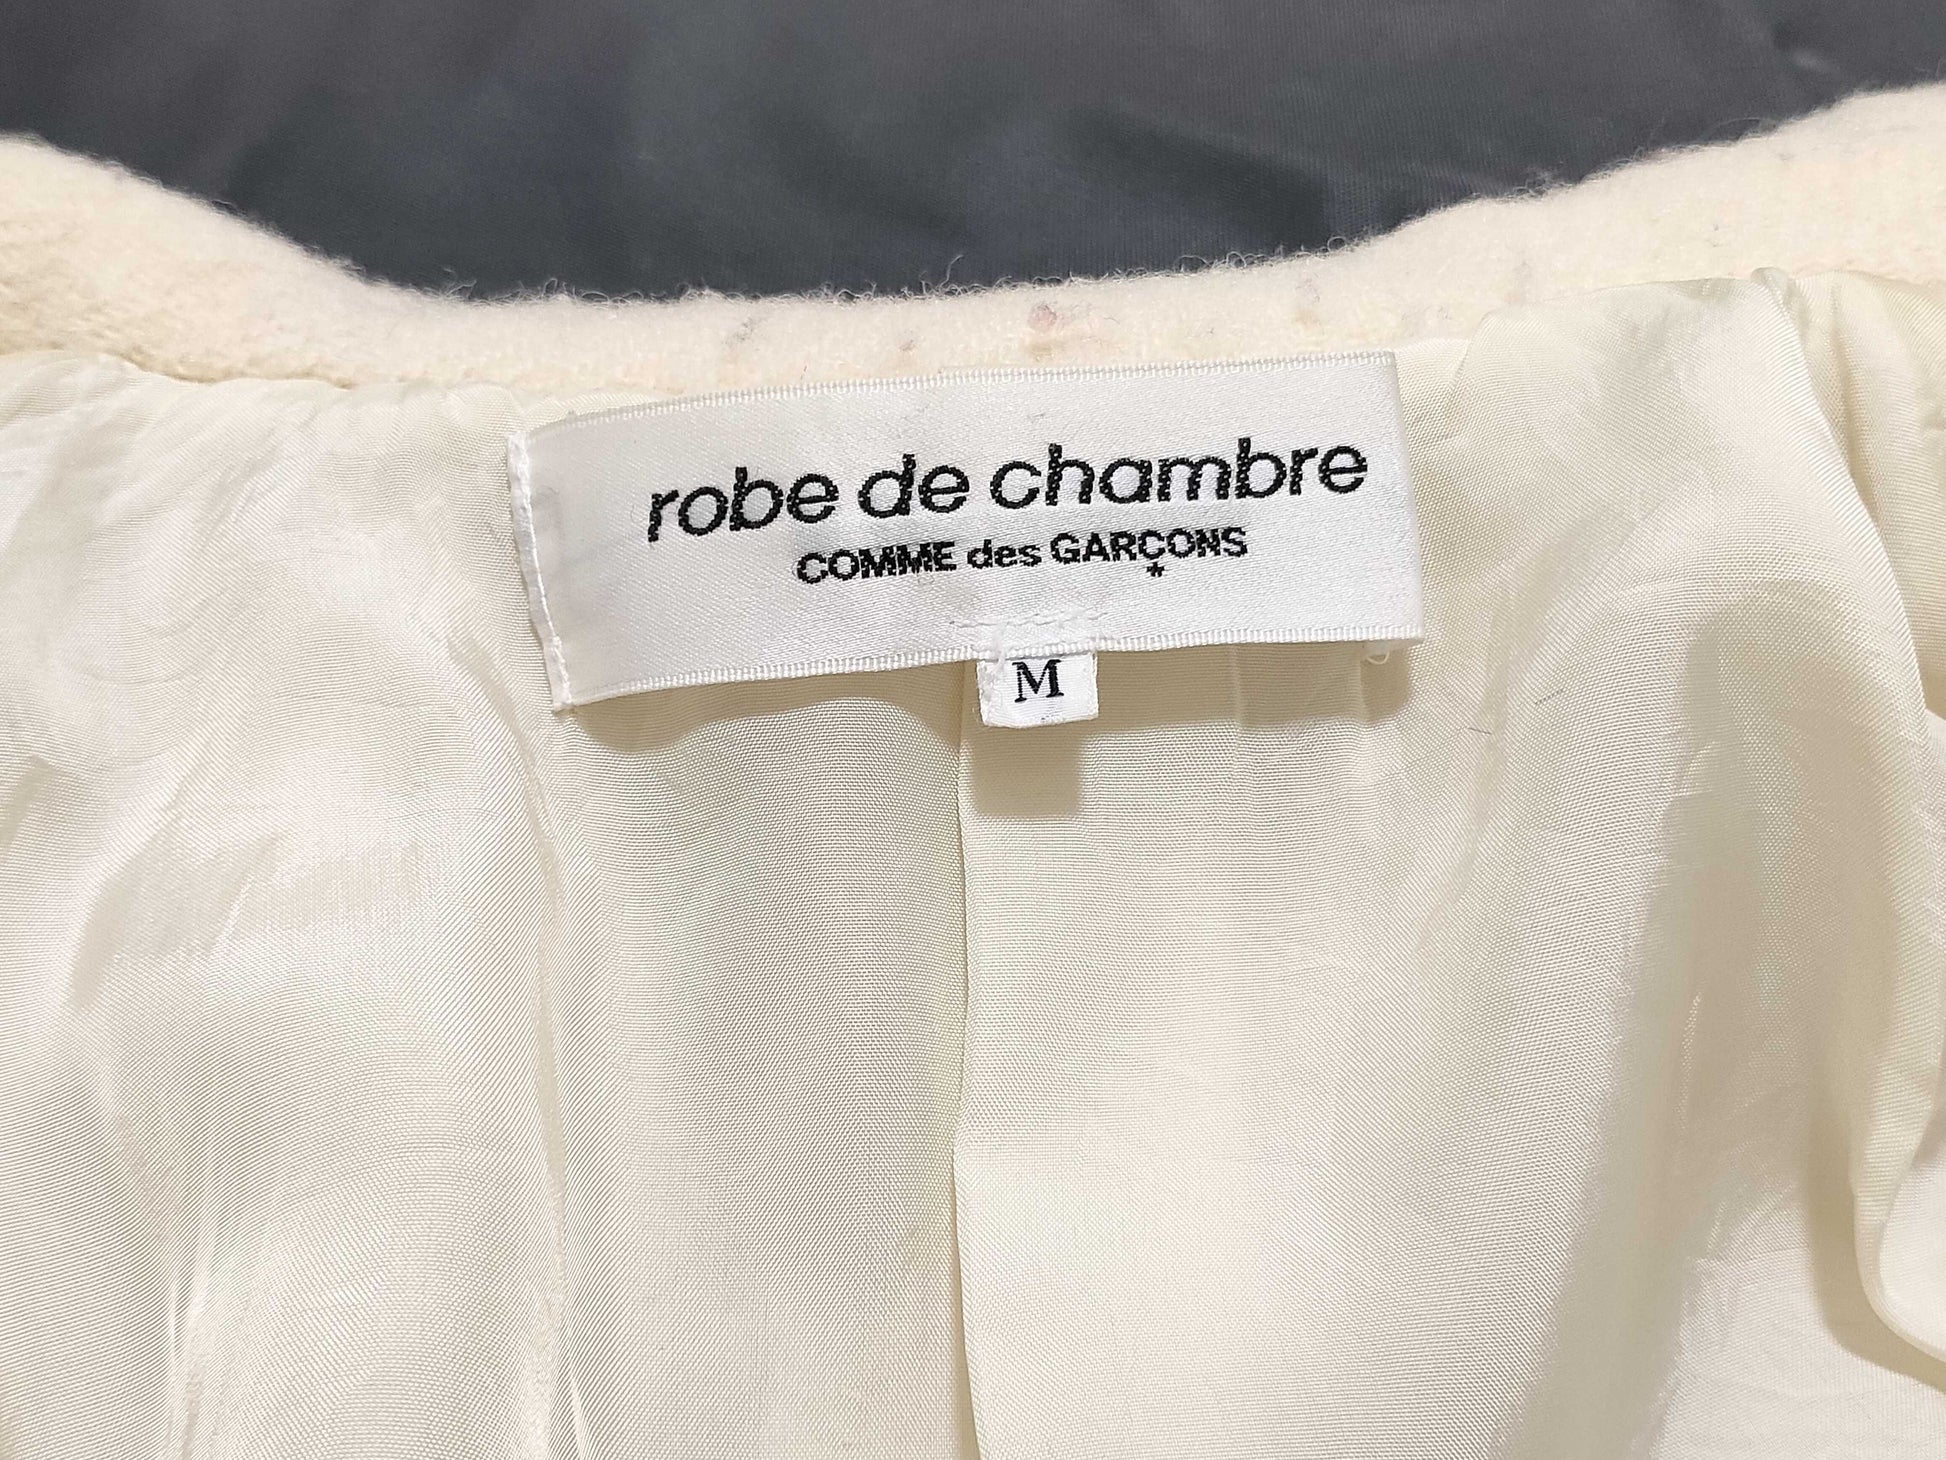 robe de chambre
COMME des GARÇONS
*
M